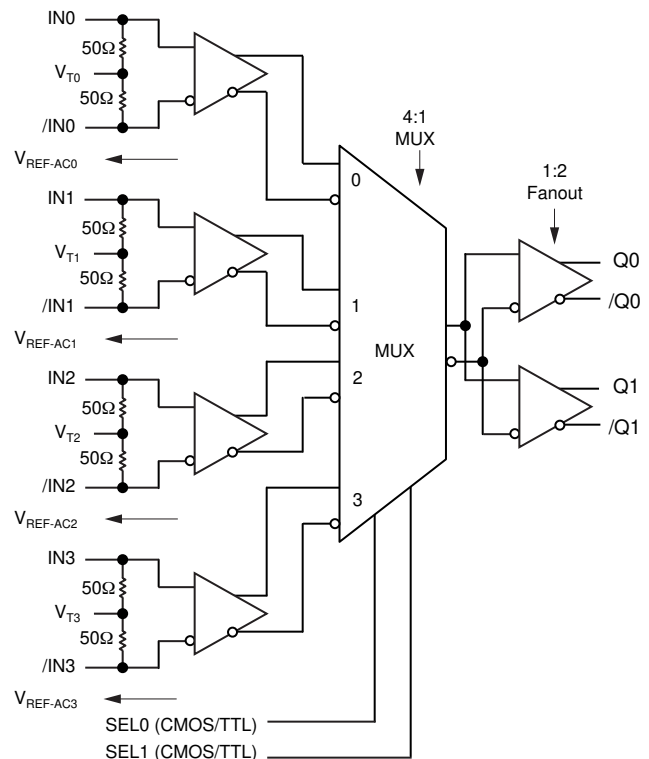 IN0
50Ω
VT0
50Ω
/IN0
VREF-AC0
IN1
50Ω
VT1
50Ω
/IN1
VREF-AC1
IN2
50Ω
VT2
50Ω
/IN2
VREF-AC2
IN3
50Ω
VT3
50Ω
/IN3
VREF-AC3
SEL0 (CMOS/TTL)
SEL1 (CMOS/TTL)
4:1
MUX
0
1
MUX
2
3
1:2
Fanout
Q0
/Q0
Q1
/Q1